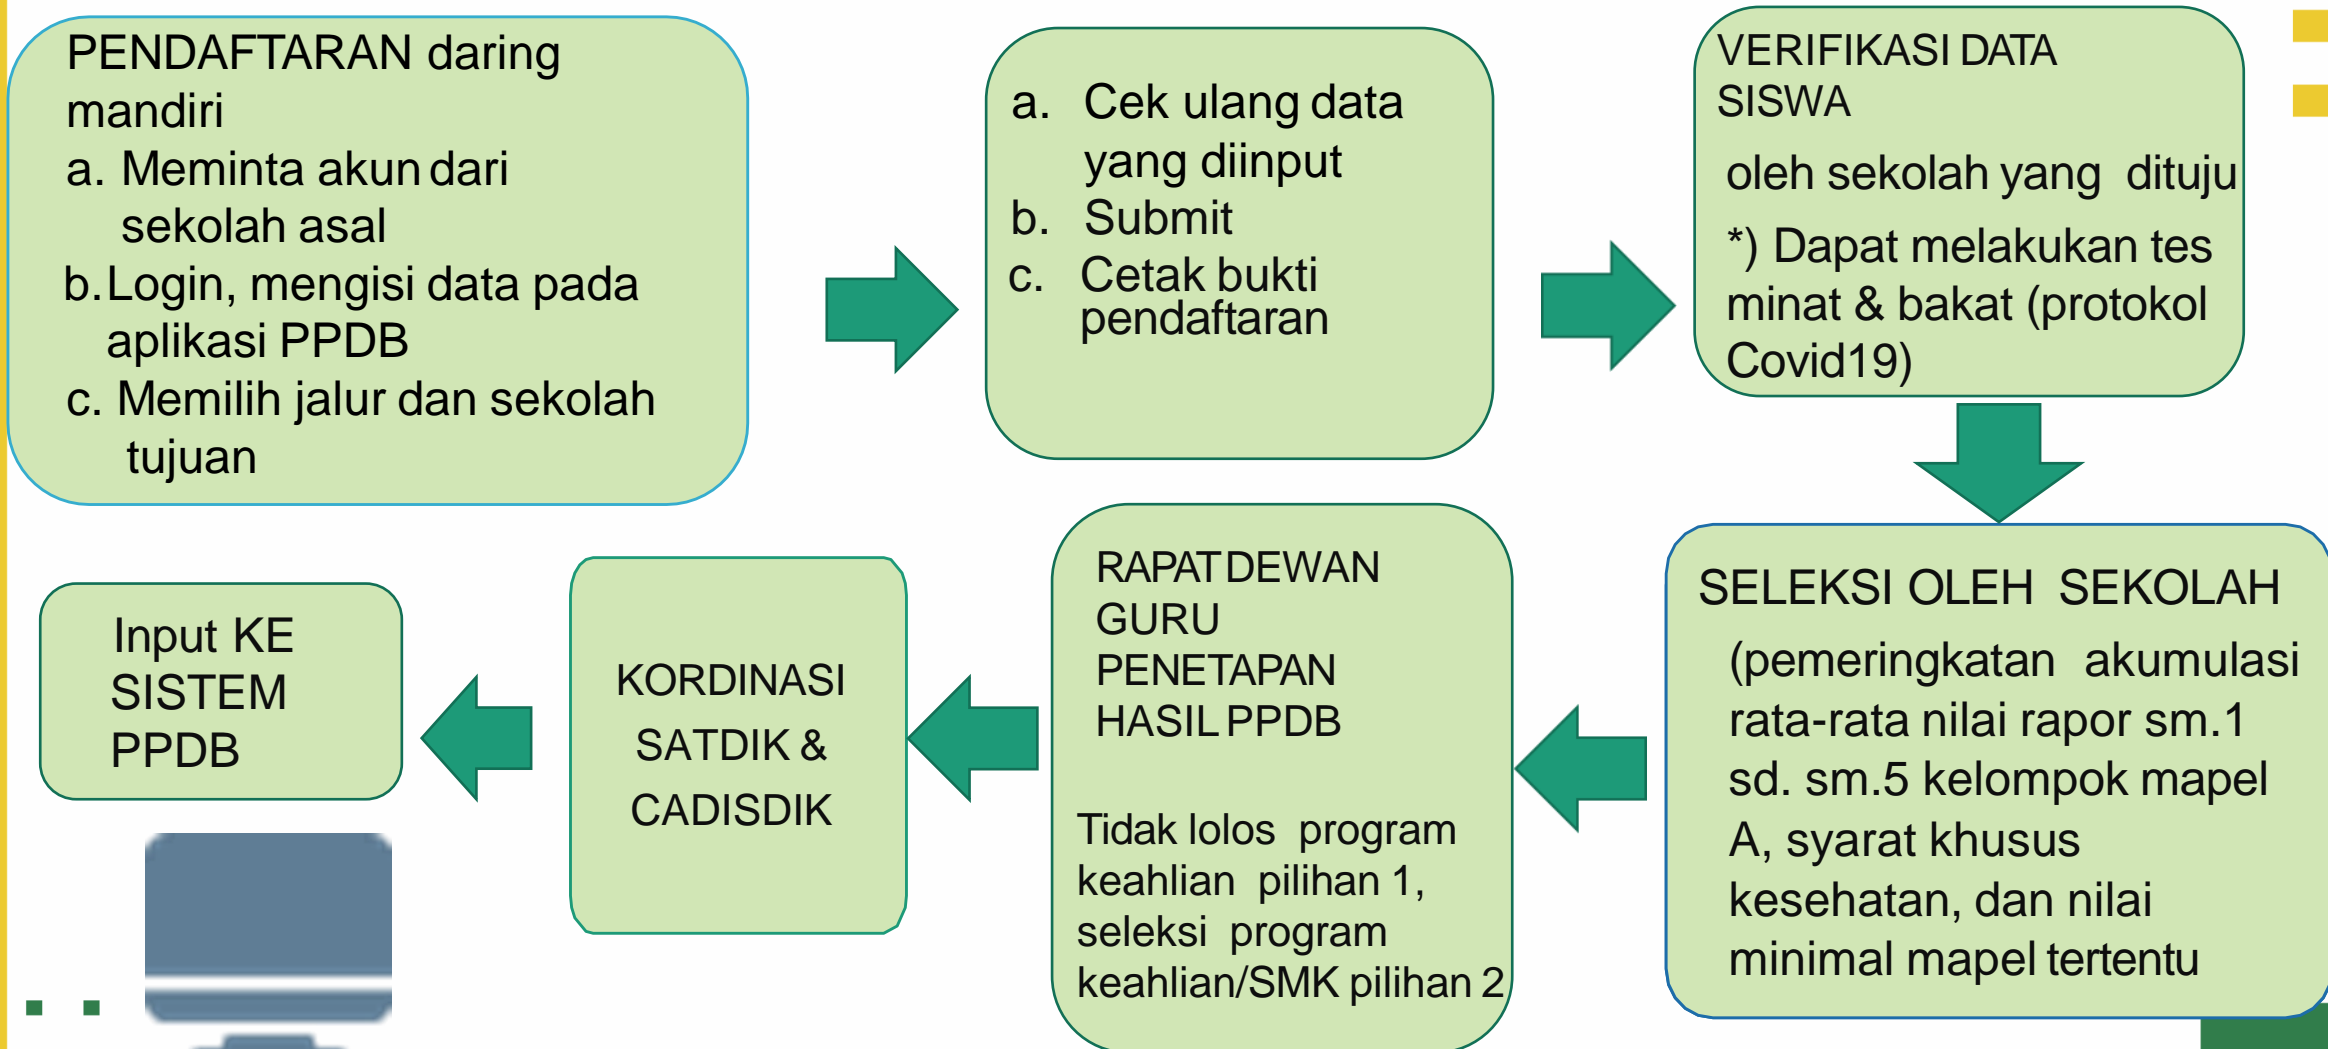 PENDAFTARAN daring
mandiri
a. Meminta akun dari
sekolah asal
b.Login, mengisi data pada
aplikasi PPDB
c. Memilih jalur dan sekolah
tujuan
a. Cek ulang data
yang diinput
b. Submit
c. Cetak bukti
pendaftaran
VERIFIKASI DATA
SISWA
oleh sekolah yang dituju
*) Dapat melakukan tes
minat & bakat (protokol
Covid19)
SELEKSI OLEH SEKOLAH
(pemeringkatan akumulasi
rata-rata nilai rapor sm.1
sd. sm.5 kelompok mapel
A, syarat khusus
kesehatan, dan nilai
minimal mapel tertentu
RAPAT DEWAN
GURU
PENETAPAN
HASIL PPDB
Tidak lolos program
keahlian pilihan 1,
seleksi program
keahlian/SMK pilihan 2
KORDINASI
SATDIK &
CADISDIK
Input KE
SISTEM
PPDB